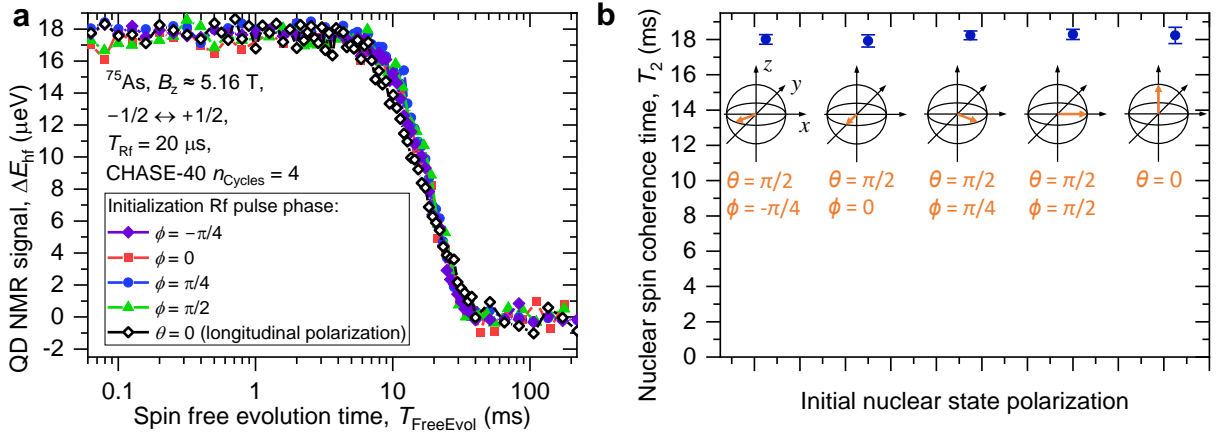 a
QD NMR signal, ΔE_hf (μeV)
18
16
14
12
10
8
6
4
2
0
-2
⁷⁵As, B_z ≈ 5.16 T,
−1/2 ↔ +1/2,
T_Rf = 20 μs,
CHASE-40 n_Cycles = 4
Initialization Rf pulse phase:
ϕ = −π/4
ϕ = 0
ϕ = π/4
ϕ = π/2
θ = 0 (longitudinal polarization)
0.1 1 10 100
Spin free evolution time, T_FreeEvol (ms)
b
Nuclear spin coherence time, T₂ (ms)
18
16
14
12
10
8
6
4
2
0
z
y
x
θ = π/2 θ = π/2 θ = π/2 θ = π/2 θ = 0
ϕ = -π/4 ϕ = 0 ϕ = π/4 ϕ = π/2
Initial nuclear state polarization